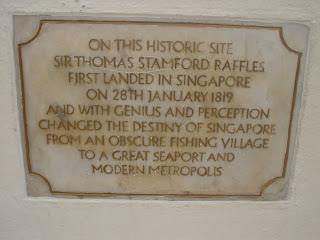 ON THIS HISTORIC SITE
SIR THOMAS STAMFORD RAFFLES
FIRST LANDED IN SINGAPORE
ON 28TH JANUARY 1819
AND WITH GENIUS AND PERCEPTION
CHANGED THE DESTINY OF SINGAPORE
FROM AN OBSCURE FISHING VILLAGE
TO A GREAT SEAPORT AND
MODERN METROPOLIS